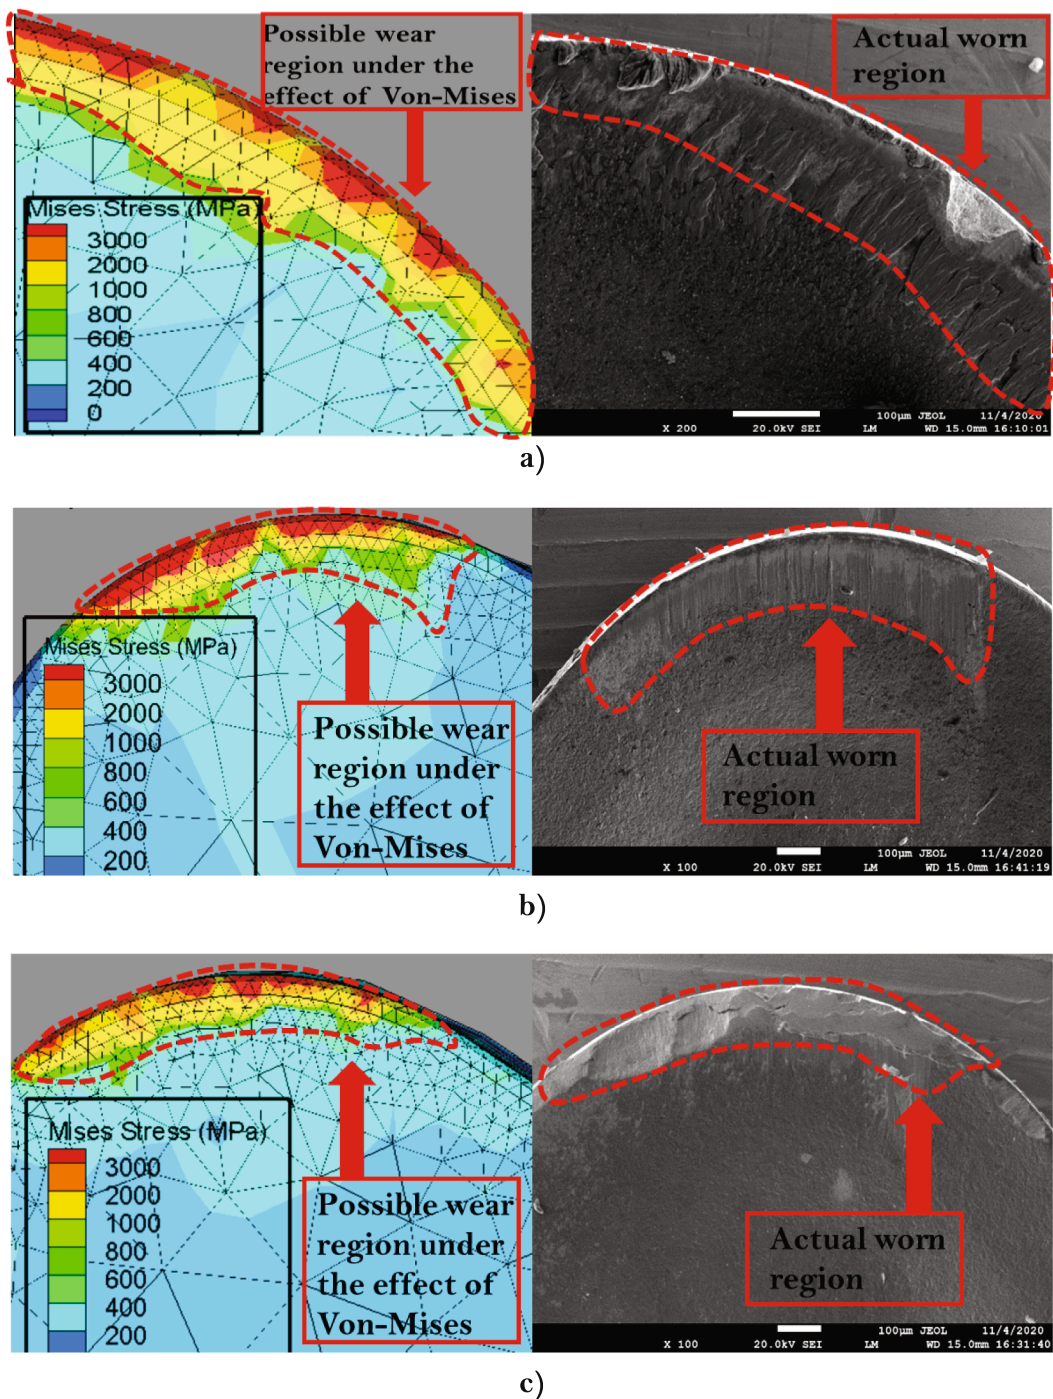 Possible wear
region under the
effect of Von-Mises
Actual worn
region
Mises Stress (MPa)
3000
2000
1000
800
600
400
200
0
100µm JEOL 11/4/2020
X 200 20.0kV SEI LM WD 15.0mm 16:10:01
a)
Mises Stress (MPa)
3000
2000
1000
800
600
400
200
Possible wear
region under
the effect of
Von-Mises
Actual worn
region
100µm JEOL 11/4/2020
X 100 20.0kV SEI LM WD 15.0mm 16:41:19
b)
Mises Stress (MPa)
3000
2000
1000
800
600
400
200
Possible wear
region under
the effect of
Von-Mises
Actual worn
region
100µm JEOL 11/4/2020
X 100 20.0kV SEI LM WD 15.0mm 16:31:40
c)